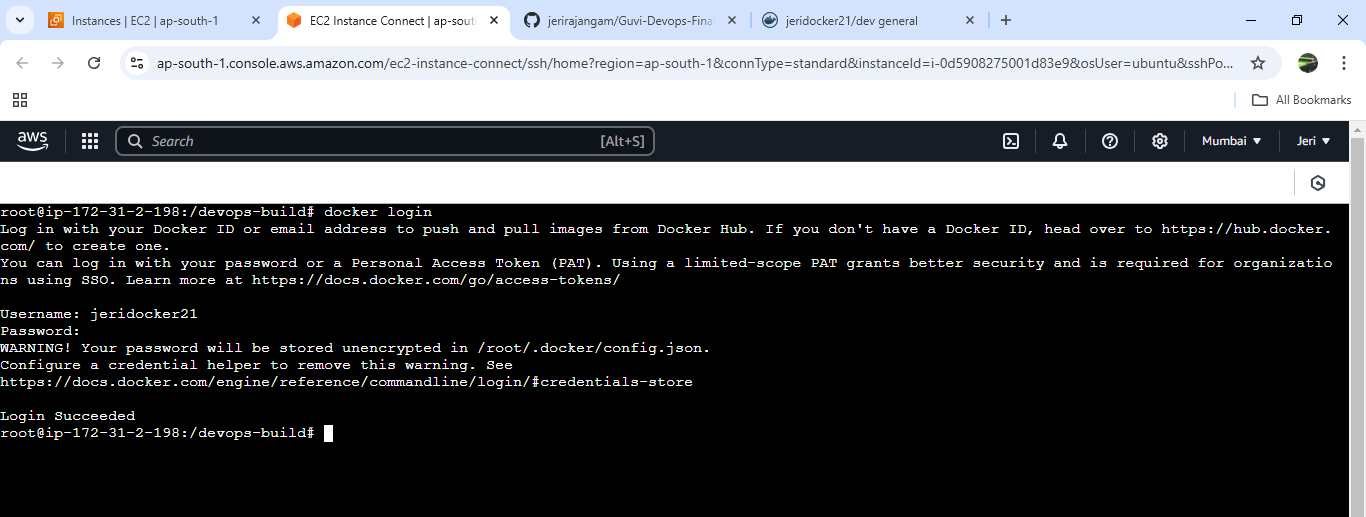 Instances | EC2 | ap-south-1
EC2 Instance Connect | ap-sout
jerirajangam/Guvi-Devops-Fina
jeridocker21/dev general
ap-south-1.console.aws.amazon.com/ec2-instance-connect/ssh/home?region=ap-south-1&connType=standard&instanceId=i-0d5908275001d83e9&osUser=ubuntu&sshPo...
All Bookmarks
aws
Search
[Alt+S]
Mumbai
Jeri
root@ip-172-31-2-198:/devops-build# docker login
Log in with your Docker ID or email address to push and pull images from Docker Hub. If you don't have a Docker ID, head over to https://hub.docker.
com/ to create one.
You can log in with your password or a Personal Access Token (PAT). Using a limited-scope PAT grants better security and is required for organizatio
ns using SSO. Learn more at https://docs.docker.com/go/access-tokens/
Username: jeridocker21
Password:
WARNING! Your password will be stored unencrypted in /root/.docker/config.json.
Configure a credential helper to remove this warning. See
https://docs.docker.com/engine/reference/commandline/login/#credentials-store
Login Succeeded
root@ip-172-31-2-198:/devops-build#